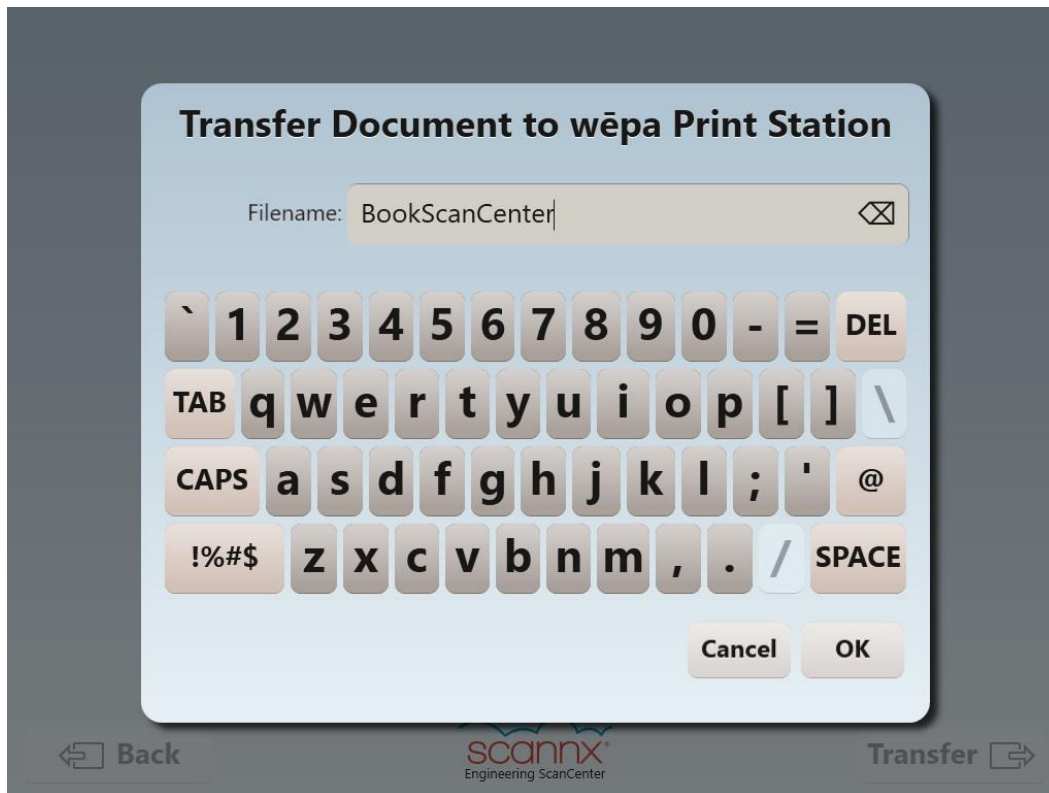 Transfer Document to wēpa Print Station
Filename: BookScanCenter
` 1 2 3 4 5 6 7 8 9 0 - = DEL
TAB q w e r t y u i o p [ ] \
CAPS a s d f g h j k l ; ' @
!%#$ z x c v b n m , . / SPACE
Cancel OK
Back scannx® Transfer
Engineering ScanCenter